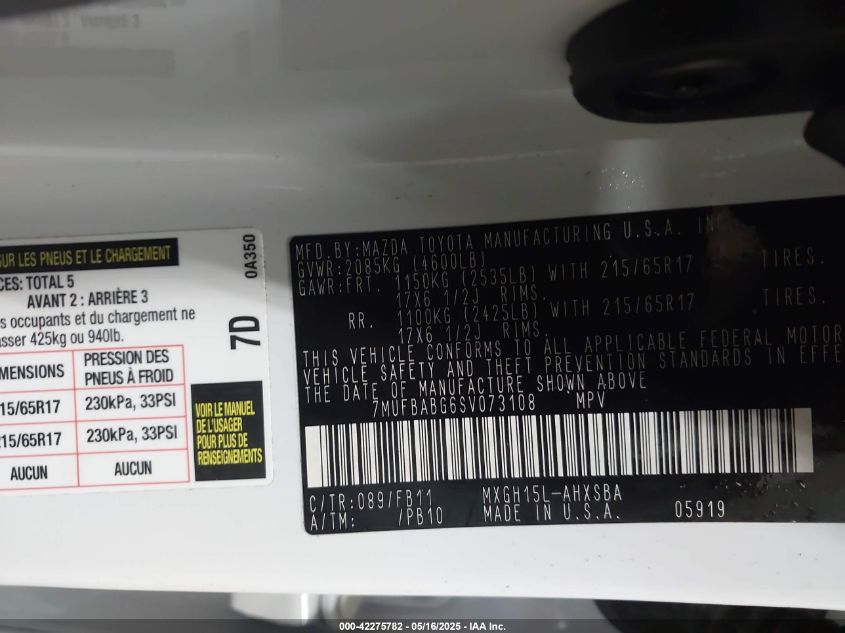 SUR LES PNEUS ET LE CHARGEMENT
CES: TOTAL 5
AVANT 2 : ARRIÈRE 3
s occupants et du chargement ne
asser 425kg ou 940lb.
MENSIONS PRESSION DES PNEUS À FROID
15/65R17 230kPa, 33PSI
15/65R17 230kPa, 33PSI
AUCUN AUCUN
VOIR LE MANUEL
DE L'USAGER
POUR PLUS DE
RENSEIGNEMENTS
7D
0A350
MFD. BY:MAZDA TOYOTA MANUFACTURING U.S.A. IN
GVWR:2085KG (4600LB)
GAWR:FRT. 1150KG (2535LB) WITH 215/65R17 TIRES.
17X6 1/2J RIMS.
RR. 1100KG (2425LB) WITH 215/65R17 TIRES.
17X6 1/2J RIMS.
THIS VEHICLE CONFORMS TO ALL APPLICABLE FEDERAL MOTOR
VEHICLE SAFETY AND THEFT PREVENTION STANDARDS IN EFFE
THE DATE OF MANUFACTURE SHOWN ABOVE
7MUFBABG6SV073108 MPV
C/TR:089/FB11 MXGH15L-AHXSBA
A/TM: /PB10 MADE IN U.S.A. 05919
000-42275782 - 05/16/2025 - IAA Inc.